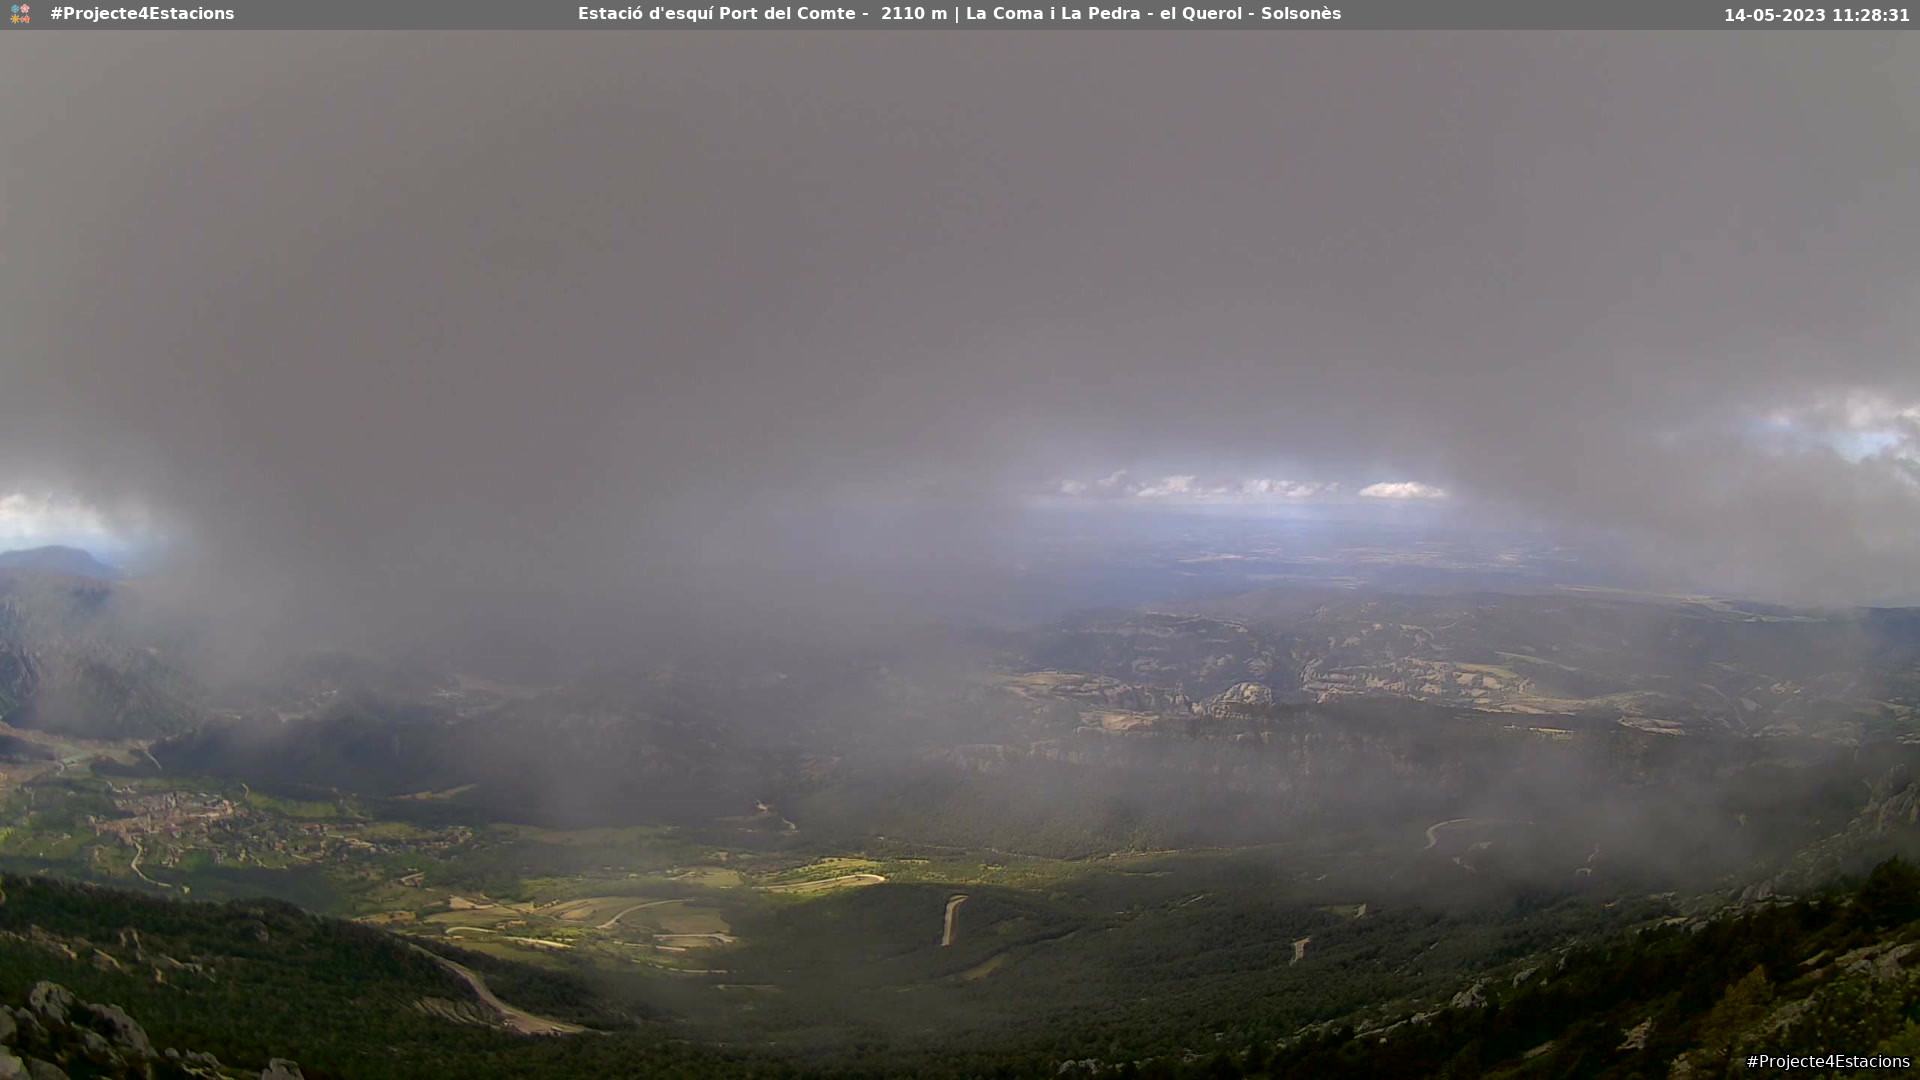 #Projecte4Estacions
Estació d'esquí Port del Comte -  2110 m | La Coma i La Pedra - el Querol - Solsonès
14-05-2023 11:28:31
#Projecte4Estacions